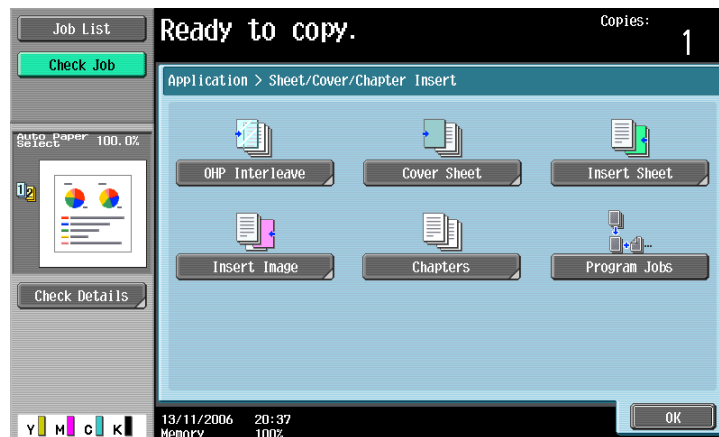 Job List
Ready to copy.
Copies:
1
Check Job
Application > Sheet/Cover/Chapter Insert
Auto Paper
Select
100.0%
OHP Interleave
Cover Sheet
Insert Sheet
1 2
Insert Image
Chapters
Program Jobs
Check Details
OK
Y M C K
13/11/2006 20:37
Memory 100%